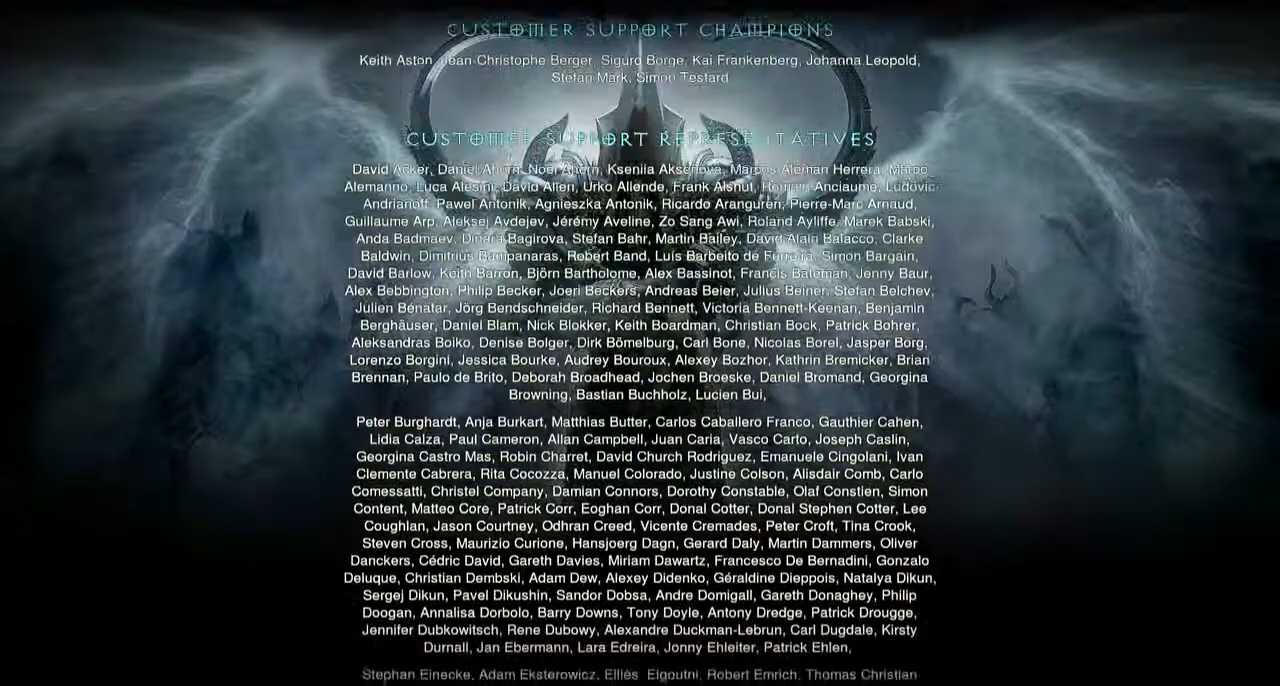 CUSTOMER SUPPORT CHAMPIONS
Keith Aston, Jean-Christophe Berger, Sigurd Borge, Kai Frankenberg, Johanna Leopold,
Stefan Mark, Simon Testard
CUSTOMER SUPPORT REPRESENTATIVES
David Acker, Daniel Ahern, Noel Ahern, Kseniia Aksenova, Marcos Aleman Herrera, Marco
Alemanno, Luca Alesini, David Allen, Urko Allende, Frank Alshut, Romain Anciaume, Ludovic
Andrianoff, Pawel Antonik, Agnieszka Antonik, Ricardo Aranguren, Pierre-Marc Arnaud,
Guillaume Arp, Aleksej Avdejev, Jérémy Aveline, Zo Sang Awi, Roland Ayliffe, Marek Babski,
Anda Badmaev, Dinara Bagirova, Stefan Bahr, Martin Bailey, David Alain Balacco, Clarke
Baldwin, Dimitrius Bampanaras, Robert Band, Luís Barbeito de Ferreira, Simon Bargain,
David Barlow, Keith Barron, Björn Bartholome, Alex Bassinot, Francis Bateman, Jenny Baur,
Alex Bebbington, Philip Becker, Joeri Beckers, Andreas Beier, Julius Beiner, Stefan Belchev,
Julien Bénatar, Jörg Bendschneider, Richard Bennett, Victoria Bennett-Keenan, Benjamin
Berghäuser, Daniel Blam, Nick Blokker, Keith Boardman, Christian Bock, Patrick Bohrer,
Aleksandras Boiko, Denise Bolger, Dirk Bömelburg, Carl Bone, Nicolas Borel, Jasper Borg,
Lorenzo Borgini, Jessica Bourke, Audrey Bouroux, Alexey Bozhor, Kathrin Bremicker, Brian
Brennan, Paulo de Brito, Deborah Broadhead, Jochen Broeske, Daniel Bromand, Georgina
Browning, Bastian Buchholz, Lucien Bui,
Peter Burghardt, Anja Burkart, Matthias Butter, Carlos Caballero Franco, Gauthier Cahen,
Lidia Calza, Paul Cameron, Allan Campbell, Juan Caria, Vasco Carto, Joseph Caslin,
Georgina Castro Mas, Robin Charret, David Church Rodriguez, Emanuele Cingolani, Ivan
Clemente Cabrera, Rita Cocozza, Manuel Colorado, Justine Colson, Alisdair Comb, Carlo
Comessatti, Christel Company, Damian Connors, Dorothy Constable, Olaf Constien, Simon
Content, Matteo Core, Patrick Corr, Eoghan Corr, Donal Cotter, Donal Stephen Cotter, Lee
Coughlan, Jason Courtney, Odhran Creed, Vicente Cremades, Peter Croft, Tina Crook,
Steven Cross, Maurizio Curione, Hansjoerg Dagn, Gerard Daly, Martin Dammers, Oliver
Danckers, Cédric David, Gareth Davies, Miriam Dawartz, Francesco De Bernadini, Gonzalo
Deluque, Christian Dembski, Adam Dew, Alexey Didenko, Géraldine Dieppois, Natalya Dikun,
Sergej Dikun, Pavel Dikushin, Sandor Dobsa, Andre Domigall, Gareth Donaghey, Philip
Doogan, Annalisa Dorbolo, Barry Downs, Tony Doyle, Antony Dredge, Patrick Drougge,
Jennifer Dubkowitsch, Rene Dubowy, Alexandre Duckman-Lebrun, Carl Dugdale, Kirsty
Durnall, Jan Ebermann, Lara Edreira, Jonny Ehleiter, Patrick Ehlen,
Stephan Einecke, Adam Eksterowicz, Elliès Elgoutni, Robert Emrich, Thomas Christian